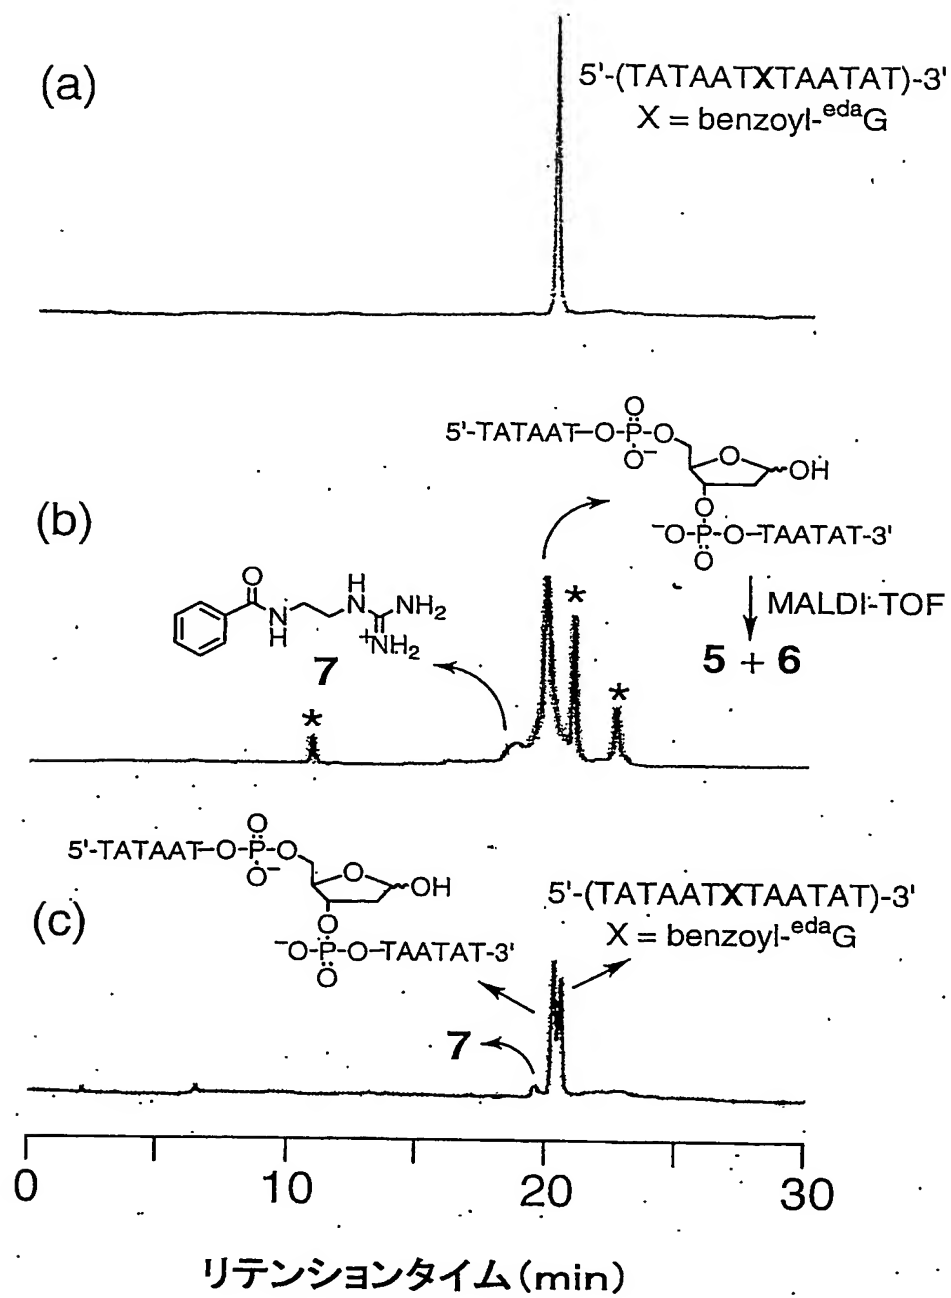 (a)
5'-(TATAATXTAATAT)-3'
X = benzoyl-edaG
(b)
5'-TATAAT-O-P-O
O
O-
O
OH
O
-O-P-O-TAATAT-3'
O
MALDI-TOF
5 + 6
O
N
H
H
N
NH2
+NH2
7
*
*
*
(c)
5'-TATAAT-O-P-O
O
O-
O
OH
O
-O-P-O-TAATAT-3'
O
5'-(TATAATXTAATAT)-3'
X = benzoyl-edaG
7
0 10 20 30
リテンションタイム(min)